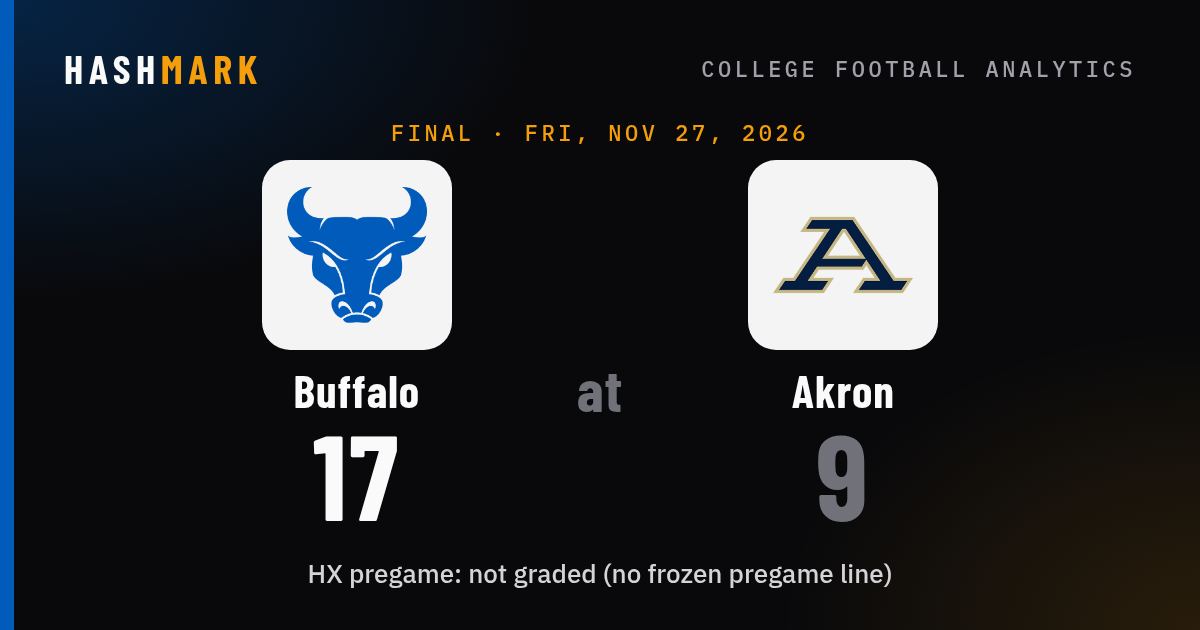 HASHMARK
COLLEGE FOOTBALL ANALYTICS
FINAL · FRI, NOV 27, 2026
A
Buffalo at Akron
17 9
HX pregame: not graded (no frozen pregame line)